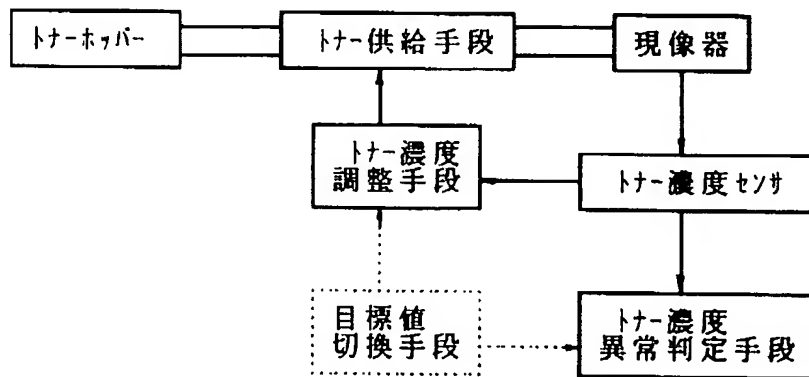 トナーホッパー
トナー供給手段
現像器
トナー濃度
調整手段
トナー濃度センサ
目標値
切換手段
トナー濃度
異常判定手段